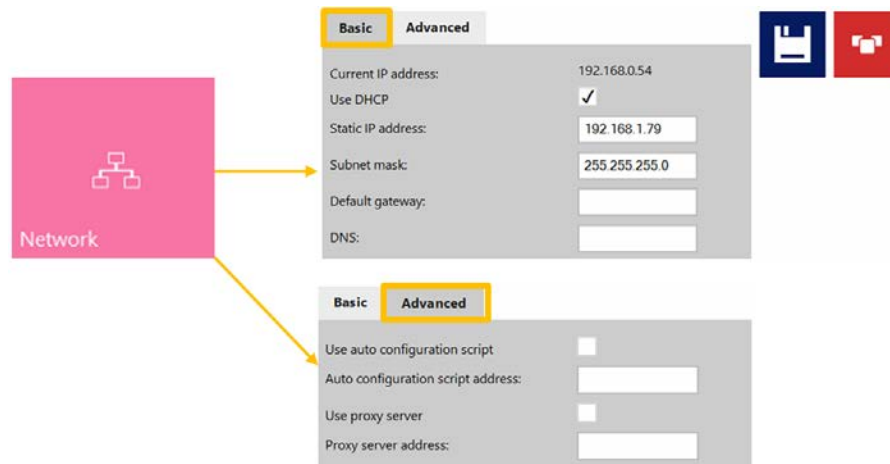 Network
Basic Advanced
Current IP address: 192.168.0.54
Use DHCP
Static IP address: 192.168.1.79
Subnet mask: 255.255.255.0
Default gateway:
DNS:
Basic Advanced
Use auto configuration script
Auto configuration script address:
Use proxy server
Proxy server address: